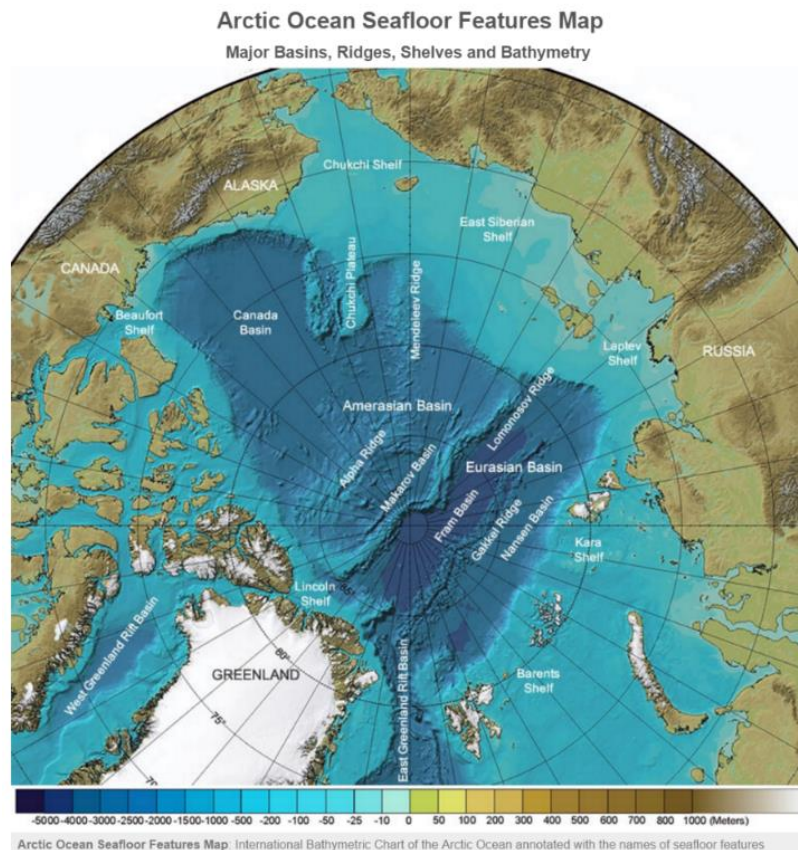 Arctic Ocean Seafloor Features Map
Major Basins, Ridges, Shelves and Bathymetry
Chukchi Shelf
ALASKA
East Siberian
Shelf
CANADA
Chukchi Plateau
Mendeleev Ridge
Beaufort
Shelf
Canada
Basin
Laptev
Shelf
RUSSIA
Lomonosov Ridge
Amerasian Basin
Alpha Ridge
Makarov Basin
Eurasian Basin
Fram Basin
Gakkel Ridge
Nansen Basin
Kara
Shelf
Lincoln
Shelf
85°
80°
75°
GREENLAND
West Greenland Rift Basin
East Greenland Rift Basin
Barents
Shelf
-5000 -4000 -3000 -2000 -1500 -1000 -500 -200 -100 -50 -25 -10 0 50 100 200 300 400 600 700 800 1000 (Meters)
Arctic Ocean Seafloor Features Map: International Bathymetric Chart of the Arctic Ocean annotated with the names of seafloor features